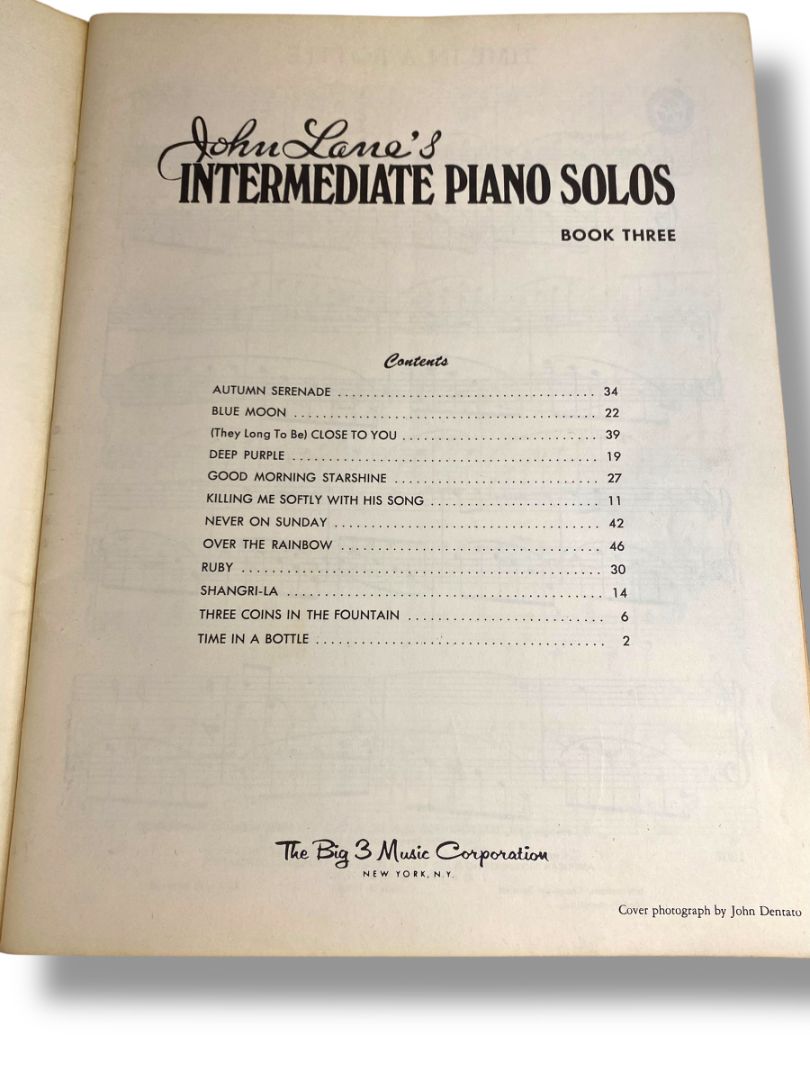 John Lane's
INTERMEDIATE PIANO SOLOS
BOOK THREE
Contents
AUTUMN SERENADE . . . . . . . . . . . . . . . . . . . . . . . . . . . . . . . . . . . 34
BLUE MOON . . . . . . . . . . . . . . . . . . . . . . . . . . . . . . . . . . . . . . . . 22
(They Long To Be) CLOSE TO YOU . . . . . . . . . . . . . . . . . . . . . . . . . . 39
DEEP PURPLE . . . . . . . . . . . . . . . . . . . . . . . . . . . . . . . . . . . . . . . . 19
GOOD MORNING STARSHINE . . . . . . . . . . . . . . . . . . . . . . . . . . . 27
KILLING ME SOFTLY WITH HIS SONG . . . . . . . . . . . . . . . . . . . . . . 11
NEVER ON SUNDAY . . . . . . . . . . . . . . . . . . . . . . . . . . . . . . . . . . . 42
OVER THE RAINBOW . . . . . . . . . . . . . . . . . . . . . . . . . . . . . . . . . . 46
RUBY . . . . . . . . . . . . . . . . . . . . . . . . . . . . . . . . . . . . . . . . . . . . . . . 30
SHANGRI-LA . . . . . . . . . . . . . . . . . . . . . . . . . . . . . . . . . . . . . . . . . 14
THREE COINS IN THE FOUNTAIN . . . . . . . . . . . . . . . . . . . . . . . . . . 6
TIME IN A BOTTLE . . . . . . . . . . . . . . . . . . . . . . . . . . . . . . . . . . . . . . 2
The Big 3 Music Corporation
NEW YORK, N.Y.
Cover photograph by John Dentato